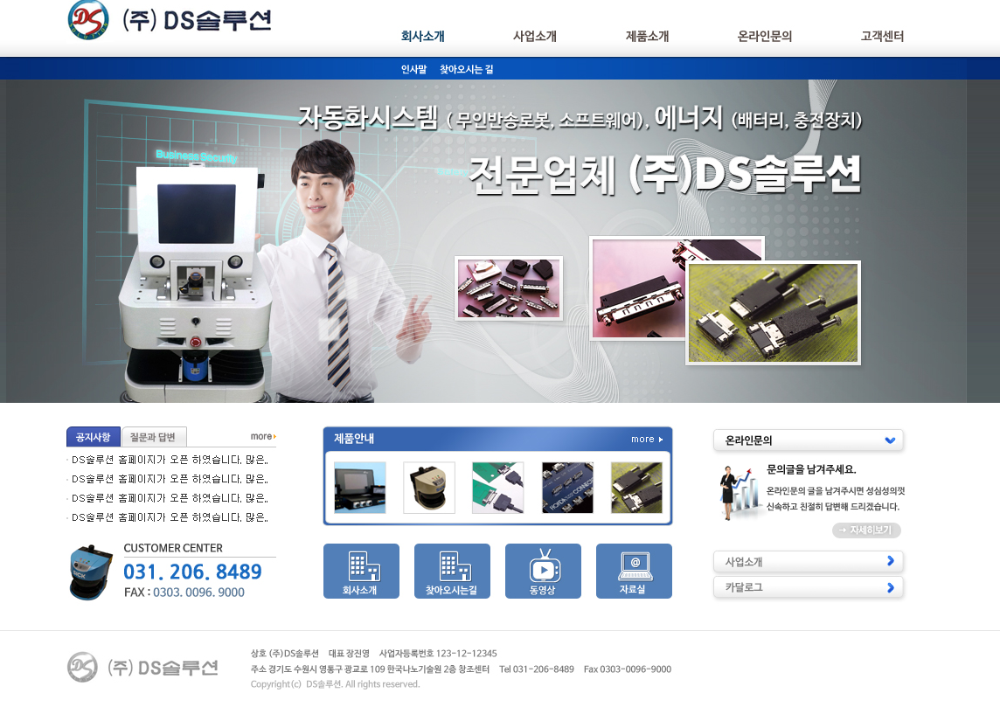 DS SOLUTION
(주) DS솔루션
회사소개 사업소개 제품소개 온라인문의 고객센터
인사말 찾아오시는 길
자동화시스템 ( 무인반송로봇, 소프트웨어), 에너지 (배터리, 충전장치)
전문업체 (주)DS솔루션
Business Security
공지사항 질문과 답변 more
DS솔루션 홈페이지가 오픈 하였습니다. 많은..
DS솔루션 홈페이지가 오픈 하였습니다. 많은..
DS솔루션 홈페이지가 오픈 하였습니다. 많은..
DS솔루션 홈페이지가 오픈 하였습니다. 많은..
SICK
CUSTOMER CENTER
031. 206. 8489
FAX : 0303. 0096. 9000
제품안내 more
회사소개 찾아오시는길 동영상 자료실
온라인문의
문의글을 남겨주세요.
온라인문의 글을 남겨주시면 성심성의껏
신속하고 친절히 답변해 드리겠습니다.
→ 자세히보기
사업소개
카달로그
DS
(주) DS솔루션
상호 (주)DS솔루션 대표 장진영 사업자등록번호 123-12-12345
주소 경기도 수원시 영통구 광교로 109 한국나노기술원 2층 창조센터 Tel 031-206-8489 Fax 0303-0096-9000
Copyright(c) DS솔루션. All rights reserved.